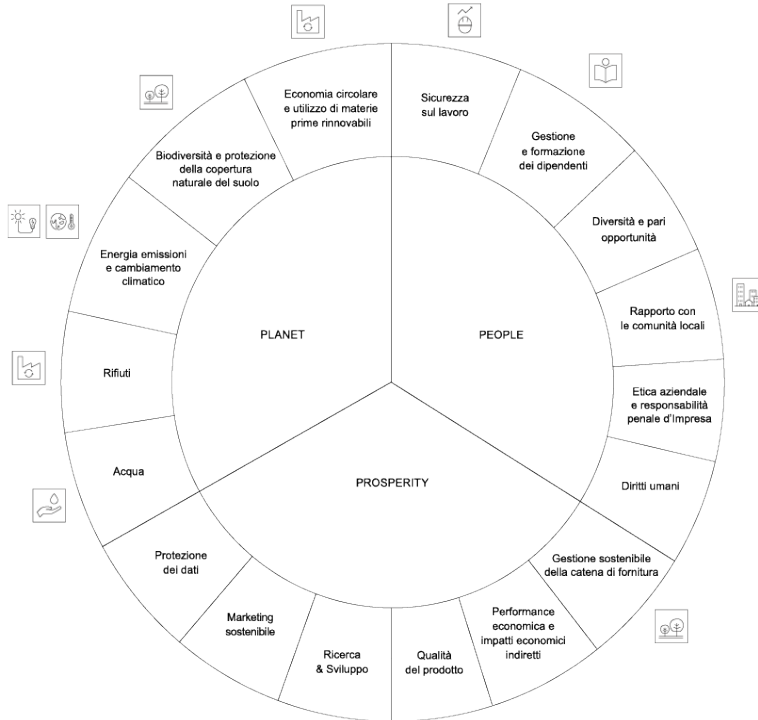 Economia circolare
e utilizzo di materie
prime rinnovabili
Sicurezza
sul lavoro
Gestione
e formazione
dei dipendenti
Biodiversità e protezione
della copertura
naturale del suolo
Diversità e pari
opportunità
Energia emissioni
e cambiamento
climatico
Rapporto con
le comunità locali
PLANET
PEOPLE
Rifiuti
Etica aziendale
e responsabilità
penale d'Impresa
Acqua
Diritti umani
PROSPERITY
Protezione
dei dati
Gestione sostenibile
della catena di fornitura
Marketing
sostenibile
Performance
economica e
impatti economici
indiretti
Ricerca
& Sviluppo
Qualità
del prodotto